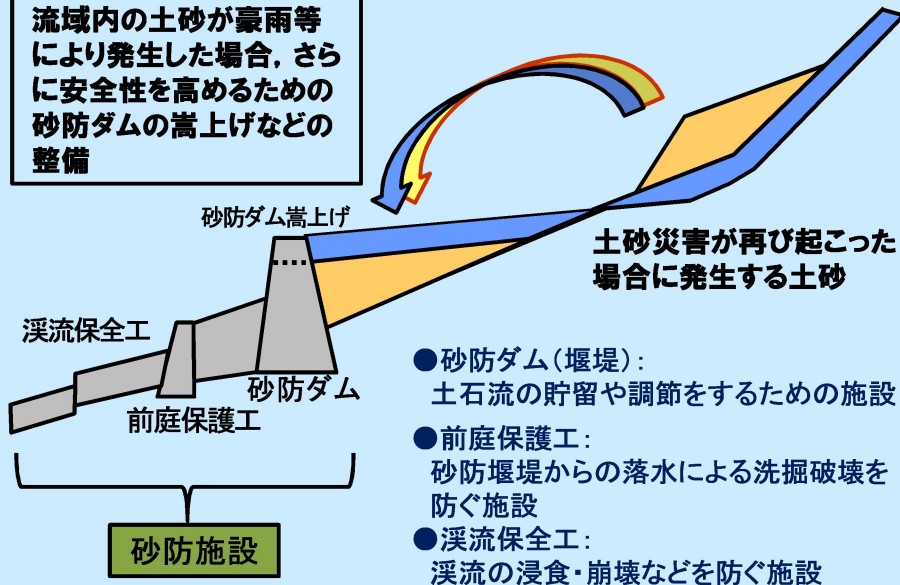 流域内の土砂が豪雨等
により発生した場合，さら
に安全性を高めるための
砂防ダムの嵩上げなどの
整備
砂防ダム嵩上げ
土砂災害が再び起こった
場合に発生する土砂
渓流保全工
砂防ダム
前庭保護工
砂防施設
●砂防ダム（堰堤）：
土石流の貯留や調節をするための施設
●前庭保護工：
砂防堰堤からの落水による洗掘破壊を
防ぐ施設
●渓流保全工：
渓流の浸食・崩壊などを防ぐ施設